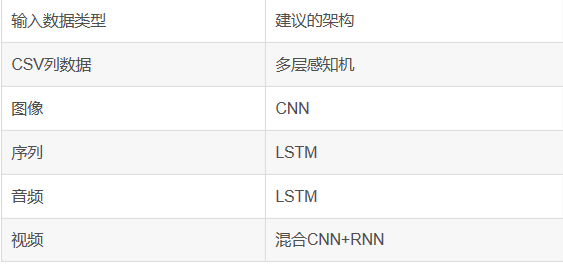 输入数据类型 建议的架构
CSV列数据 多层感知机
图像 CNN
序列 LSTM
音频 LSTM
视频 混合CNN+RNN